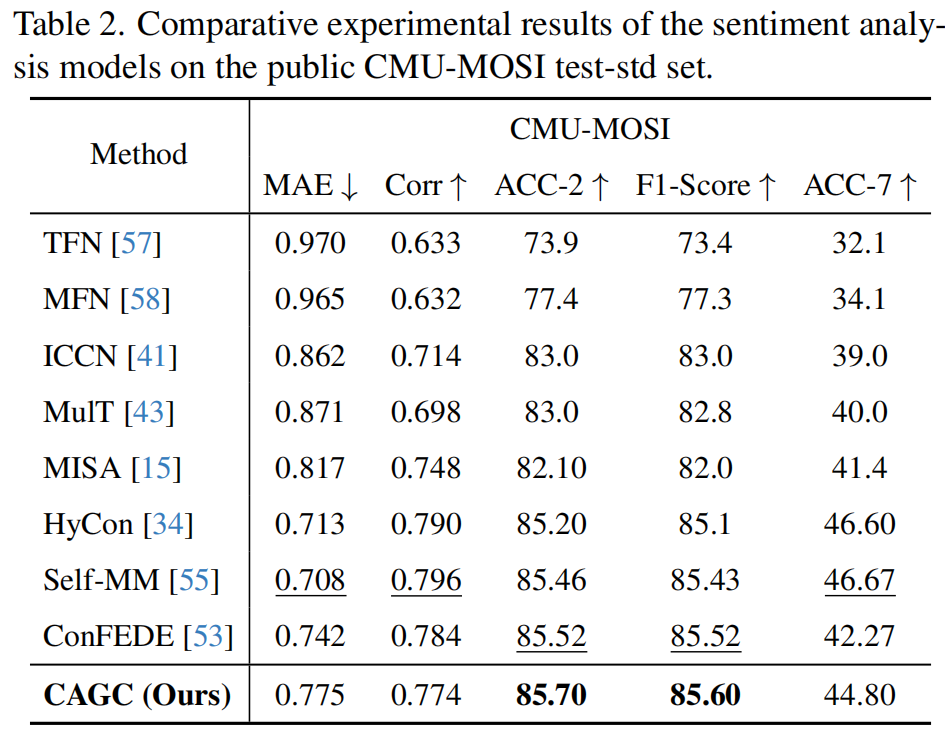 Table 2. Comparative experimental results of the sentiment analy-
sis models on the public CMU-MOSI test-std set.
Method
CMU-MOSI
MAE ↓ Corr ↑ ACC-2 ↑ F1-Score ↑ ACC-7 ↑
TFN [57] 0.970 0.633 73.9 73.4 32.1
MFN [58] 0.965 0.632 77.4 77.3 34.1
ICCN [41] 0.862 0.714 83.0 83.0 39.0
MulT [43] 0.871 0.698 83.0 82.8 40.0
MISA [15] 0.817 0.748 82.10 82.0 41.4
HyCon [34] 0.713 0.790 85.20 85.1 46.60
Self-MM [55] 0.708 0.796 85.46 85.43 46.67
ConFEDE [53] 0.742 0.784 85.52 85.52 42.27
CAGC (Ours) 0.775 0.774 85.70 85.60 44.80